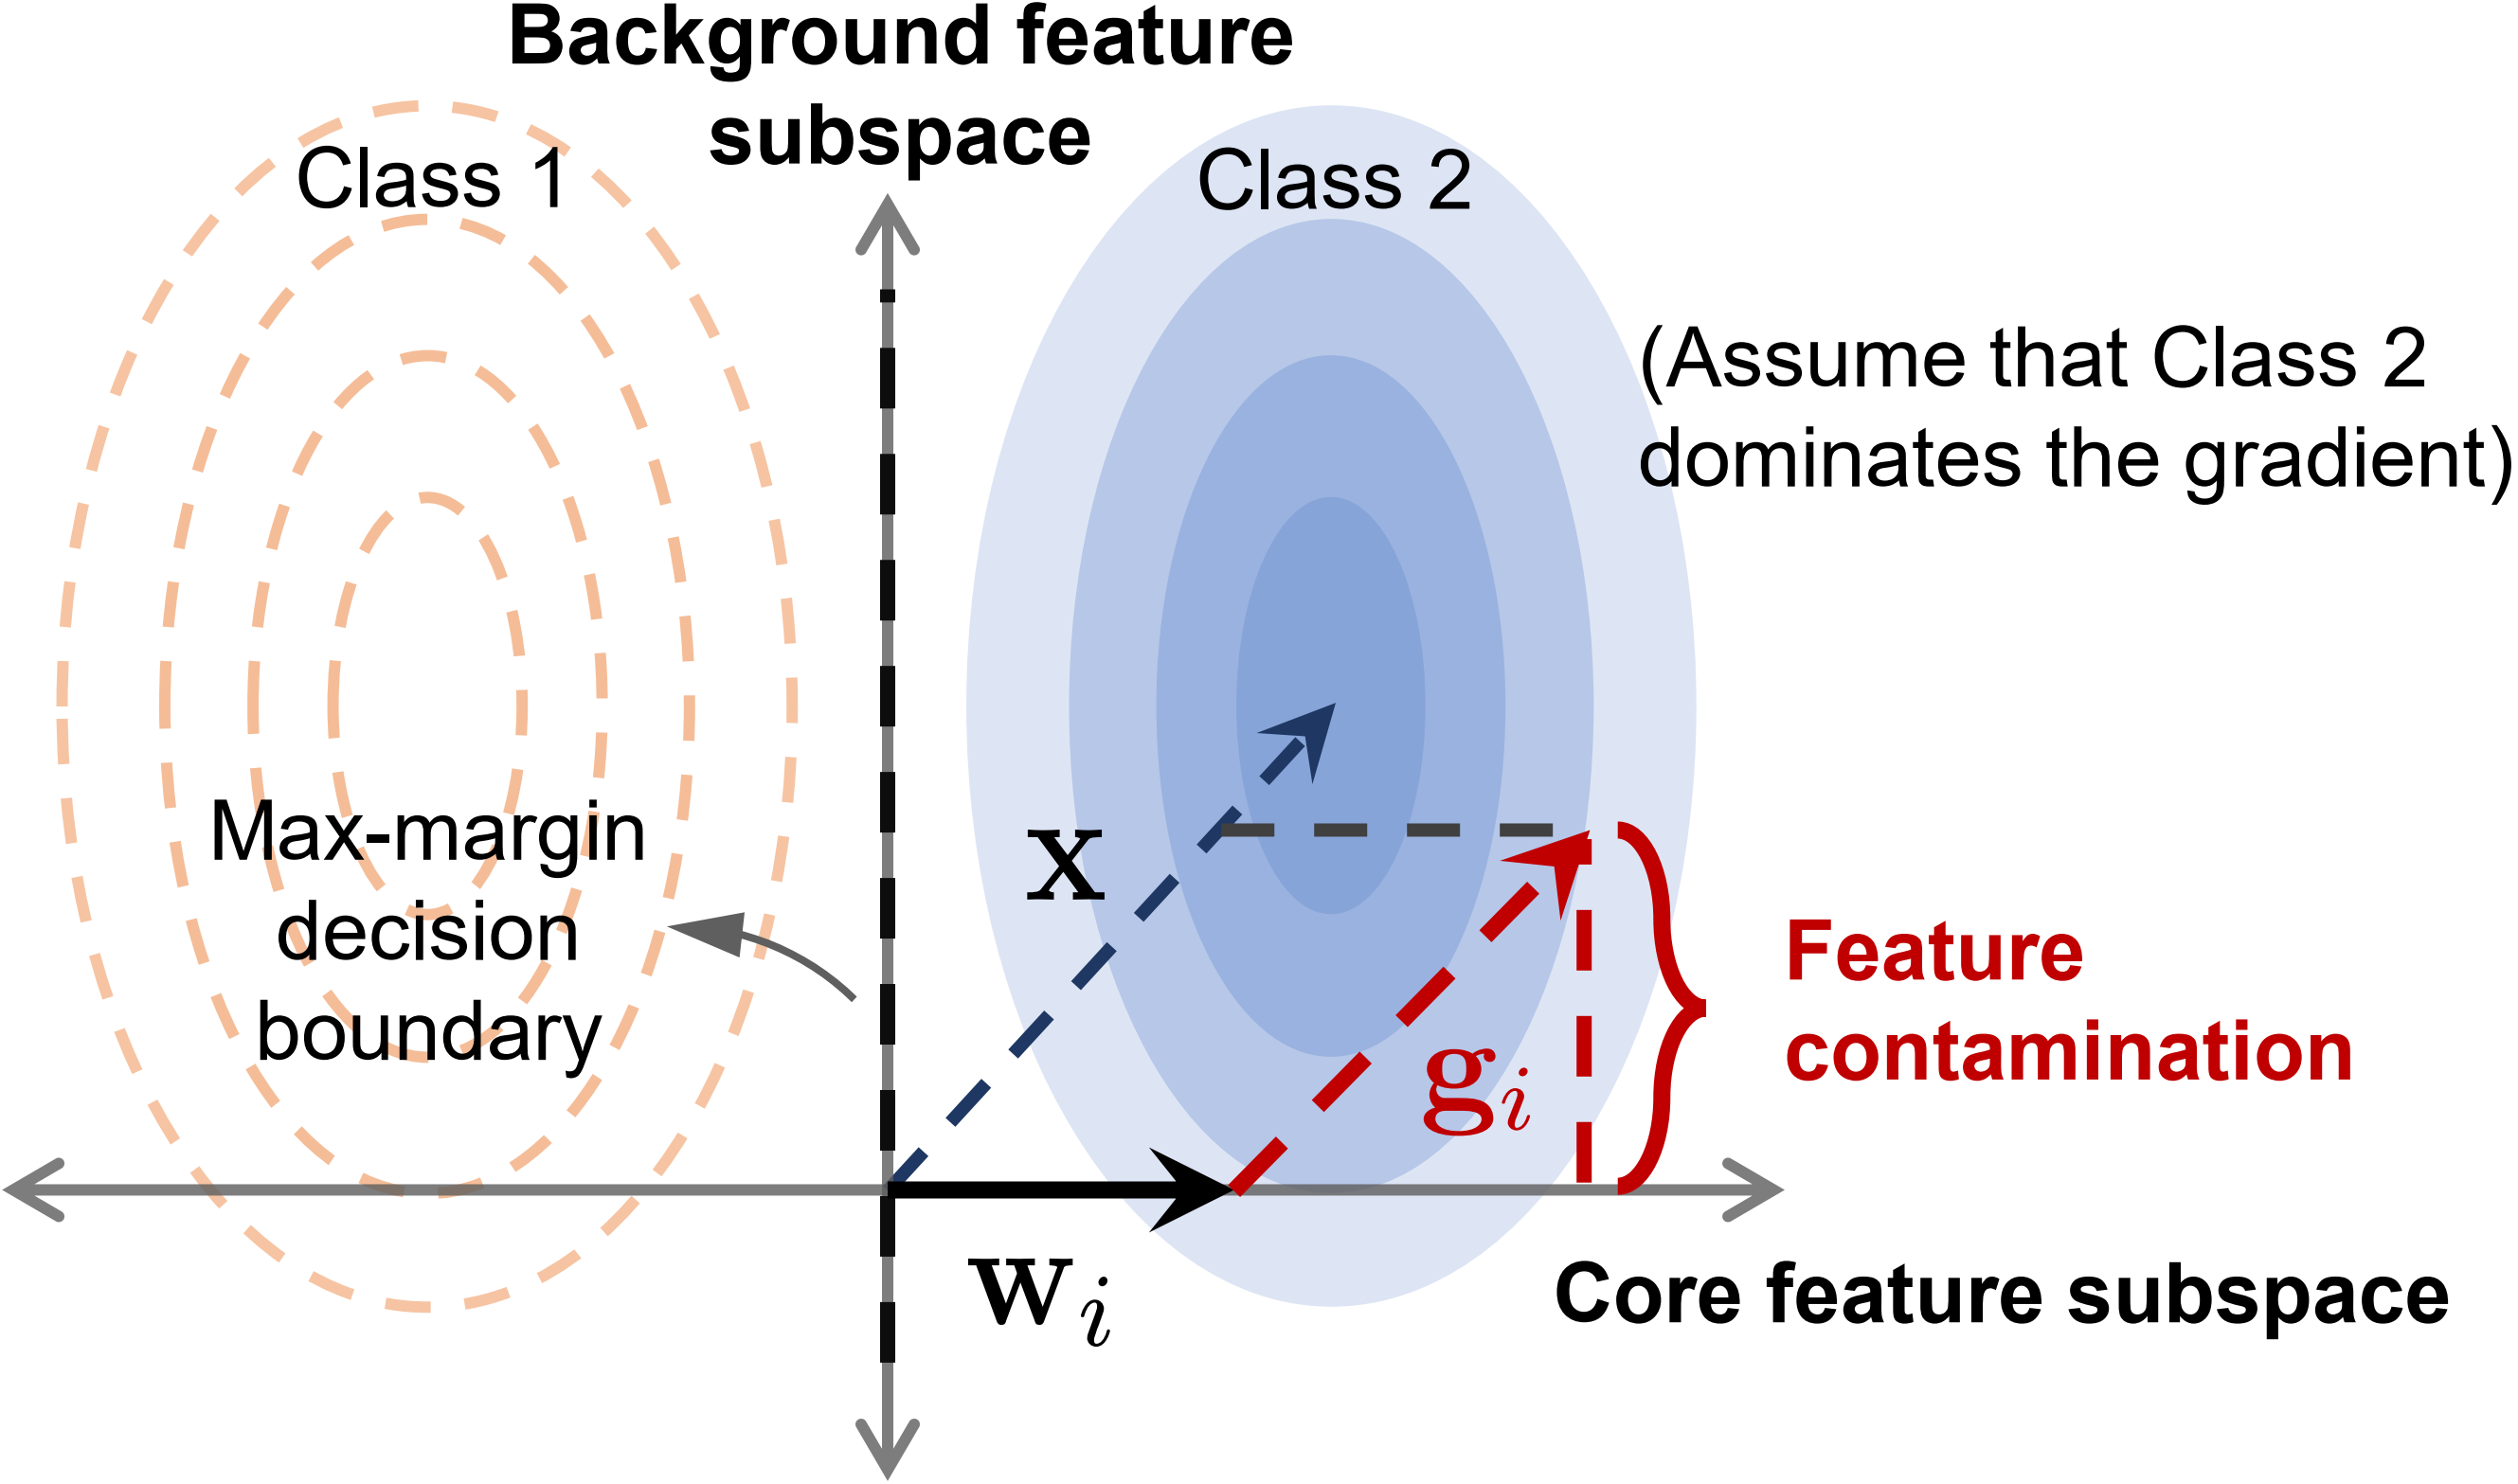 Background feature
subspace
Class 1
Class 2
(Assume that Class 2
dominates the gradient)
Max-margin
decision
boundary
x
g_i
Feature
contamination
w_i
Core feature subspace